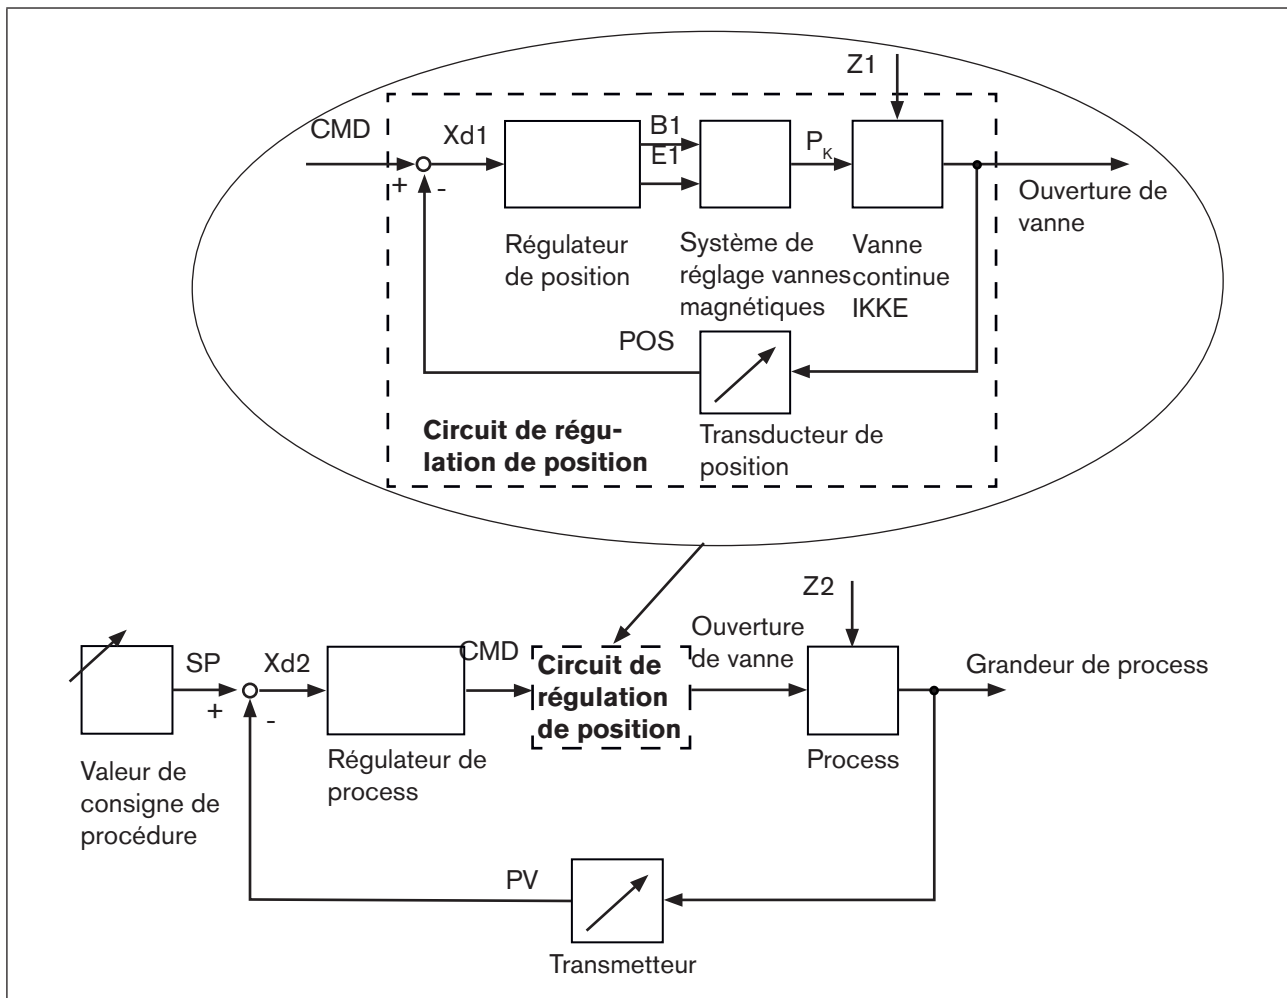 Z1
CMD
Xd1
B1
E1
PK
+
-
Ouverture de
vanne
Régulateur
de position
Système de
réglage vannes
magnétiques
Vanne
continue
IKKE
POS
Circuit de régu-
lation de position
Transducteur de
position
Z2
SP
Xd2
CMD
Circuit de
régulation
de position
Ouverture
de vanne
Grandeur de process
+
-
Valeur de
consigne de
procédure
Régulateur de
process
Process
PV
Transmetteur